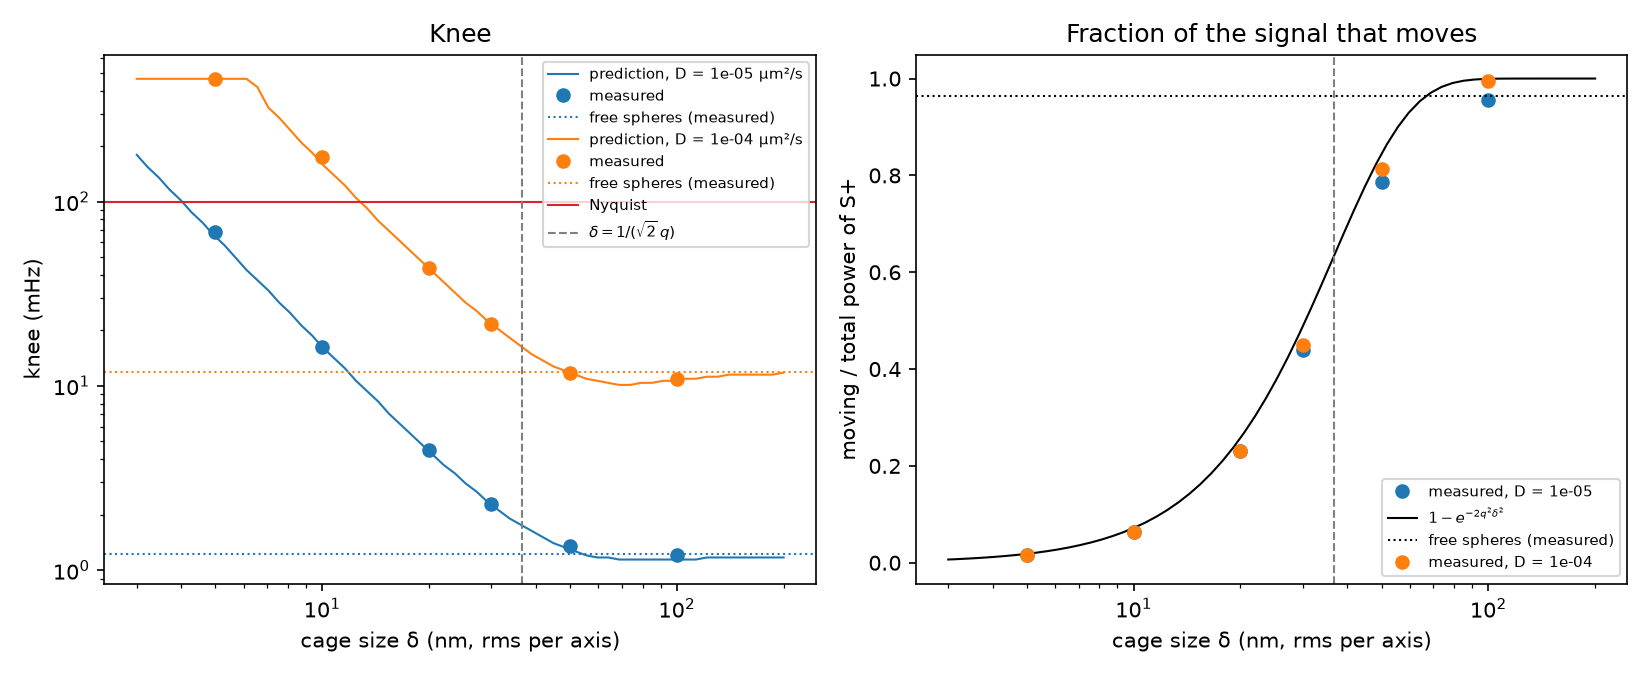 Knee
knee (mHz)
10²
10¹
10⁰
prediction, D = 1e-05 µm²/s
measured
free spheres (measured)
prediction, D = 1e-04 µm²/s
measured
free spheres (measured)
Nyquist
δ = 1/(√2 q)
10¹
10²
cage size δ (nm, rms per axis)
Fraction of the signal that moves
moving / total power of S+
1.0
0.8
0.6
0.4
0.2
0.0
measured, D = 1e-05
1 − e^{−2q²δ²}
free spheres (measured)
measured, D = 1e-04
10¹
10²
cage size δ (nm, rms per axis)